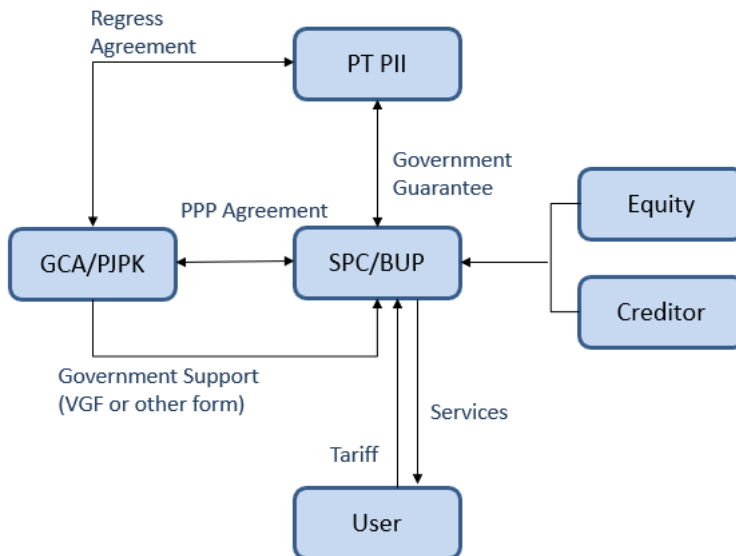 Regress
Agreement
PT PII
Government
Guarantee
Equity
PPP Agreement
GCA/PJPK
SPC/BUP
Creditor
Government Support
(VGF or other form)
Services
Tariff
User